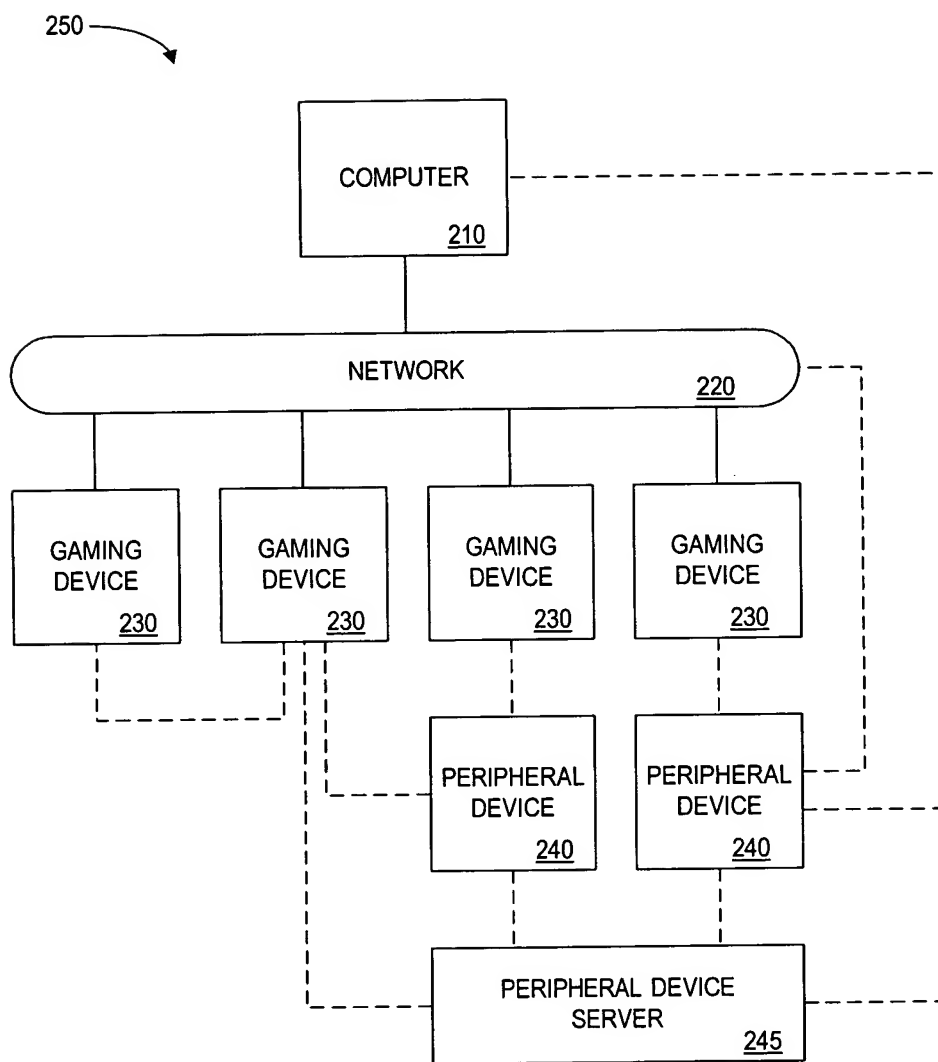 250
COMPUTER
210
NETWORK
220
GAMING
DEVICE
230
GAMING
DEVICE
230
GAMING
DEVICE
230
GAMING
DEVICE
230
PERIPHERAL
DEVICE
240
PERIPHERAL
DEVICE
240
PERIPHERAL DEVICE
SERVER
245